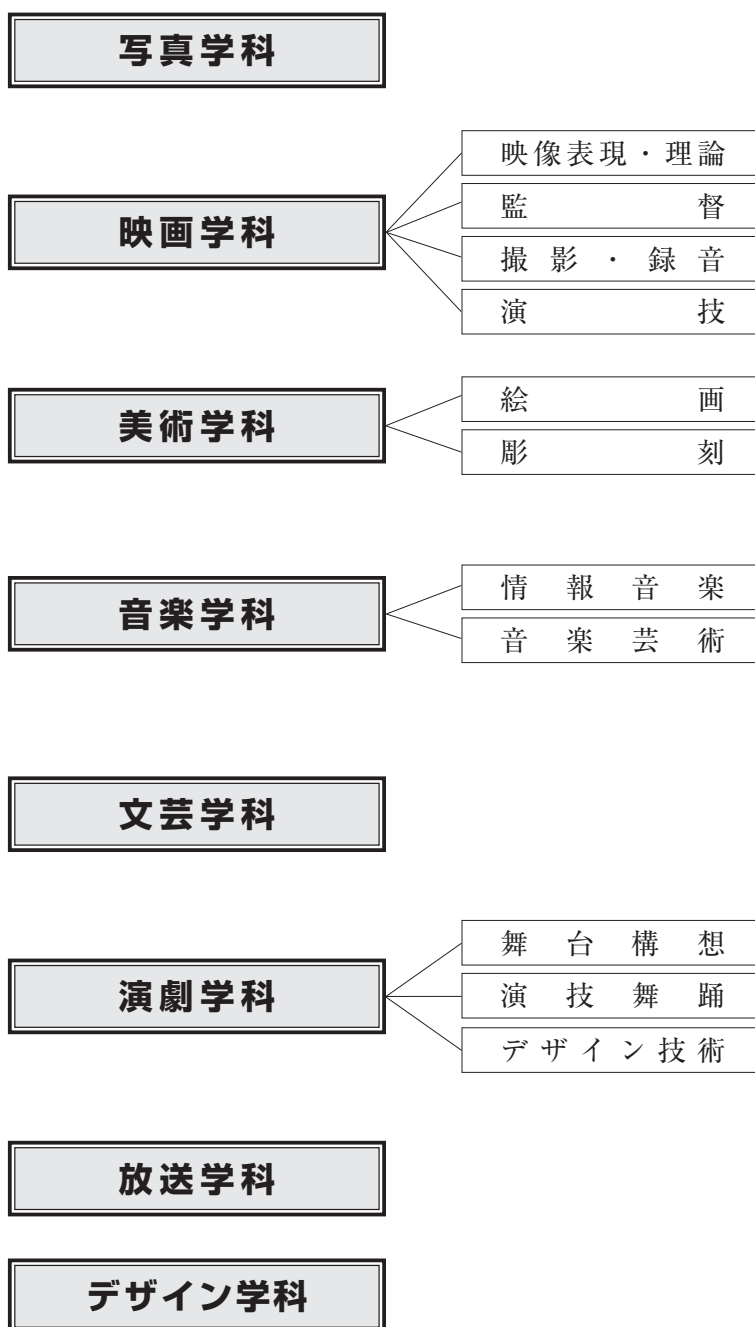 写真学科
映画学科
映像表現・理論
監督
撮影・録音
演技
美術学科
絵画
彫刻
音楽学科
情報音楽
音楽芸術
文芸学科
演劇学科
舞台構想
演技舞踊
デザイン技術
放送学科
デザイン学科